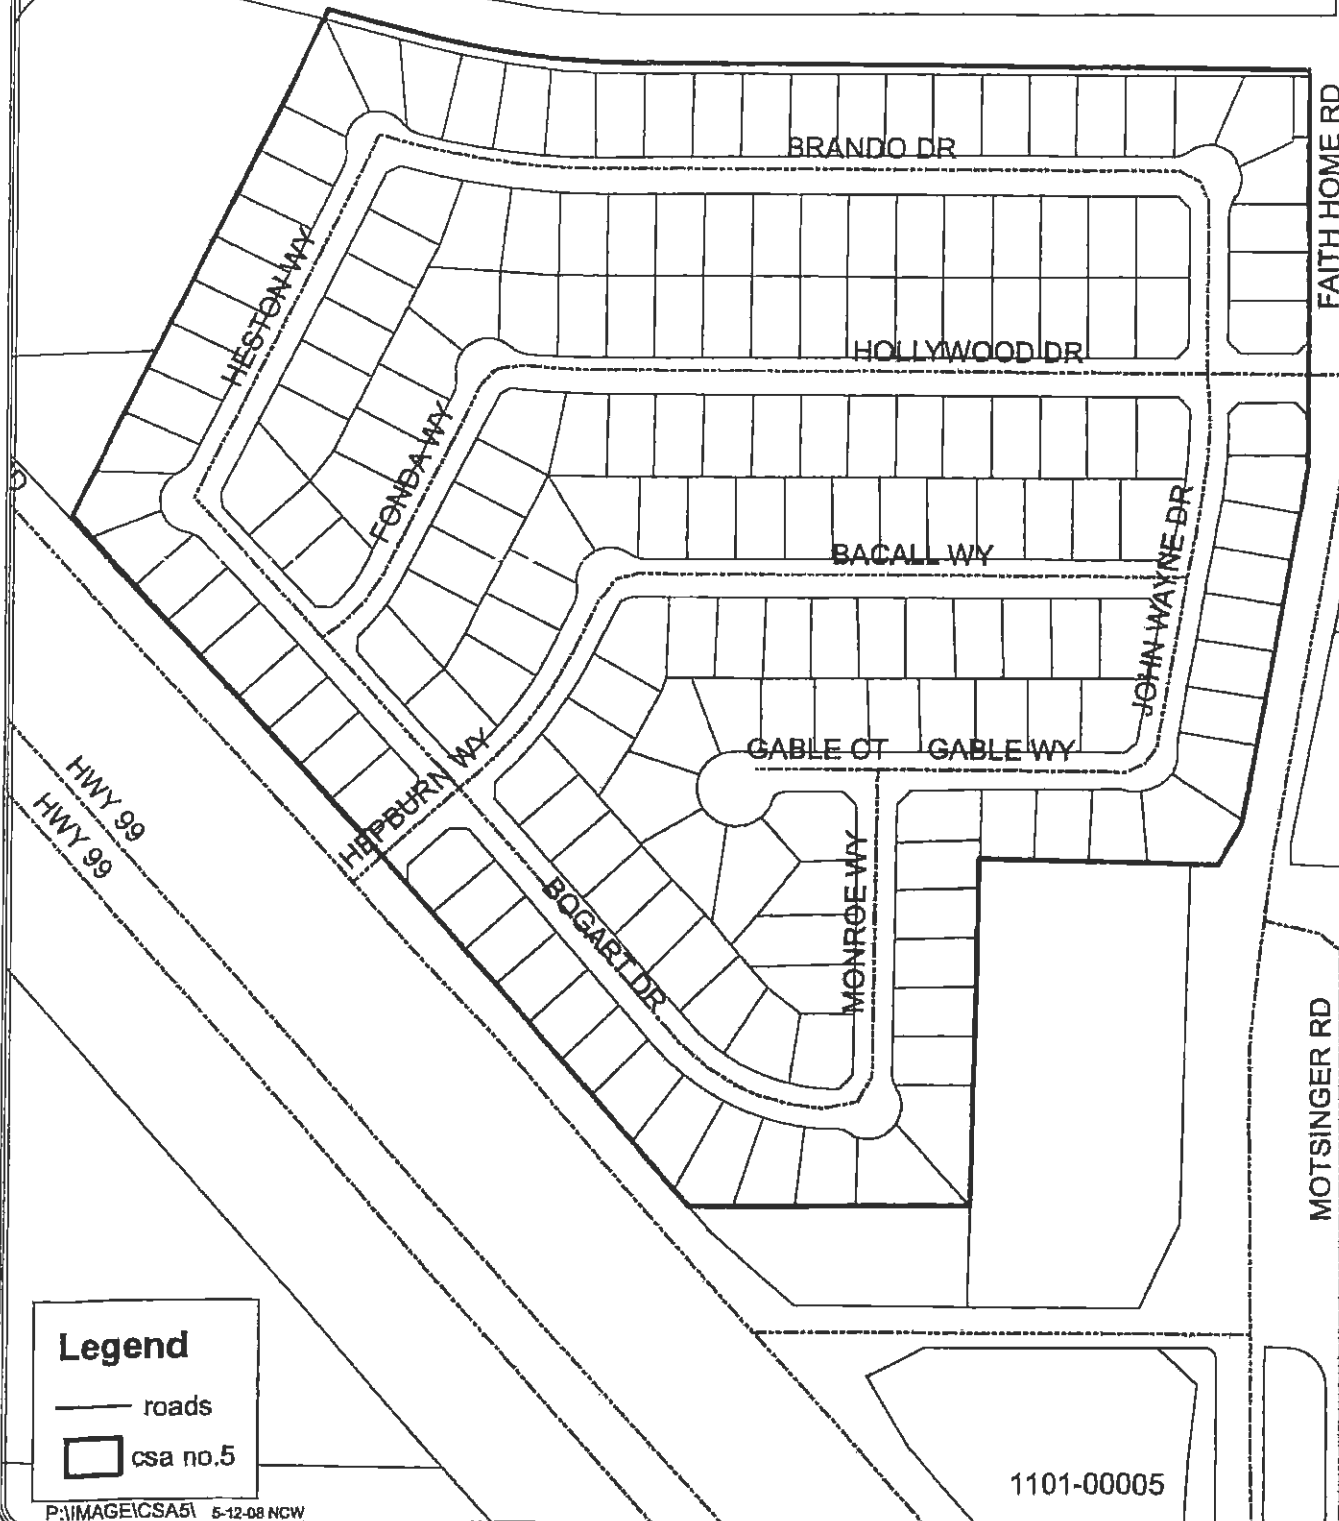 BRANDO DR
FAITH HOME RD
HESTON WY
HOLLYWOOD DR
FONDA WY
JOHN WAYNE DR
BACALL WY
GABLE CT
GABLE WY
HEPBURN WY
HWY 99
HWY 99
MONROE WY
BOGART DR
MOTSINGER RD
Legend
roads
csa no.5
1101-00005
P:\IMAGE\CSA5\ 5-12-08 NCW